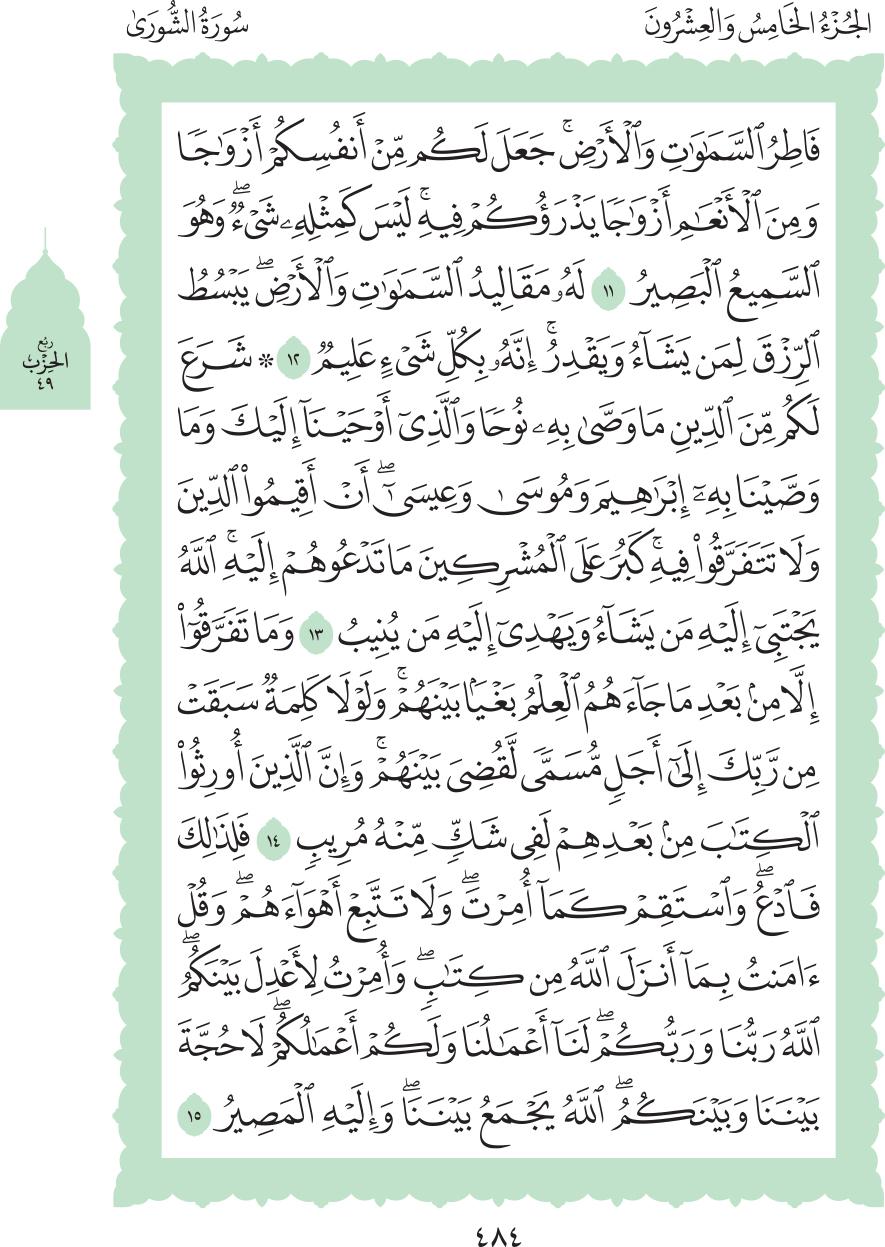 الجُزْءُ الخَامِسُ وَالعِشْرُونَ
سُورَةُ الشُّورَىٰ
فَاطِرُ ٱلسَّمَٰوَٰتِ وَٱلْأَرْضِۚ جَعَلَ لَكُم مِّنْ أَنفُسِكُمْ أَزْوَٰجًا
وَمِنَ ٱلْأَنْعَٰمِ أَزْوَٰجًا يَذْرَؤُكُمْ فِيهِۚ لَيْسَ كَمِثْلِهِۦ شَىْءٌۖ وَهُوَ
ٱلسَّمِيعُ ٱلْبَصِيرُ ١١ لَهُۥ مَقَالِيدُ ٱلسَّمَٰوَٰتِ وَٱلْأَرْضِۖ يَبْسُطُ
ٱلرِّزْقَ لِمَن يَشَآءُ وَيَقْدِرُۚ إِنَّهُۥ بِكُلِّ شَىْءٍ عَلِيمٌ ١٢ * شَرَعَ
لَكُم مِّنَ ٱلدِّينِ مَا وَصَّىٰ بِهِۦ نُوحًا وَٱلَّذِىٓ أَوْحَيْنَآ إِلَيْكَ وَمَا
وَصَّيْنَا بِهِۦٓ إِبْرَٰهِيمَ وَمُوسَىٰ وَعِيسَىٰٓۖ أَنْ أَقِيمُوا۟ ٱلدِّينَ
وَلَا تَتَفَرَّقُوا۟ فِيهِۚ كَبُرَ عَلَى ٱلْمُشْرِكِينَ مَا تَدْعُوهُمْ إِلَيْهِۚ ٱللَّهُ
يَجْتَبِىٓ إِلَيْهِ مَن يَشَآءُ وَيَهْدِىٓ إِلَيْهِ مَن يُنِيبُ ١٣ وَمَا تَفَرَّقُوٓا۟
إِلَّا مِنۢ بَعْدِ مَا جَآءَهُمُ ٱلْعِلْمُ بَغْيًۢا بَيْنَهُمْۚ وَلَوْلَا كَلِمَةٌ سَبَقَتْ
مِن رَّبِّكَ إِلَىٰٓ أَجَلٍ مُّسَمًّى لَّقُضِىَ بَيْنَهُمْۚ وَإِنَّ ٱلَّذِينَ أُورِثُوا۟
ٱلْكِتَٰبَ مِنۢ بَعْدِهِمْ لَفِى شَكٍّ مِّنْهُ مُرِيبٍ ١٤ فَلِذَٰلِكَ
فَٱدْعُۖ وَٱسْتَقِمْ كَمَآ أُمِرْتَۖ وَلَا تَتَّبِعْ أَهْوَآءَهُمْۖ وَقُلْ
ءَامَنتُ بِمَآ أَنزَلَ ٱللَّهُ مِن كِتَٰبٍۖ وَأُمِرْتُ لِأَعْدِلَ بَيْنَكُمُۖ
ٱللَّهُ رَبُّنَا وَرَبُّكُمْۖ لَنَآ أَعْمَٰلُنَا وَلَكُمْ أَعْمَٰلُكُمْۖ لَا حُجَّةَ
بَيْنَنَا وَبَيْنَكُمُۖ ٱللَّهُ يَجْمَعُ بَيْنَنَاۖ وَإِلَيْهِ ٱلْمَصِيرُ ١٥
ربع
الحزب
٤٩
٤٨٤